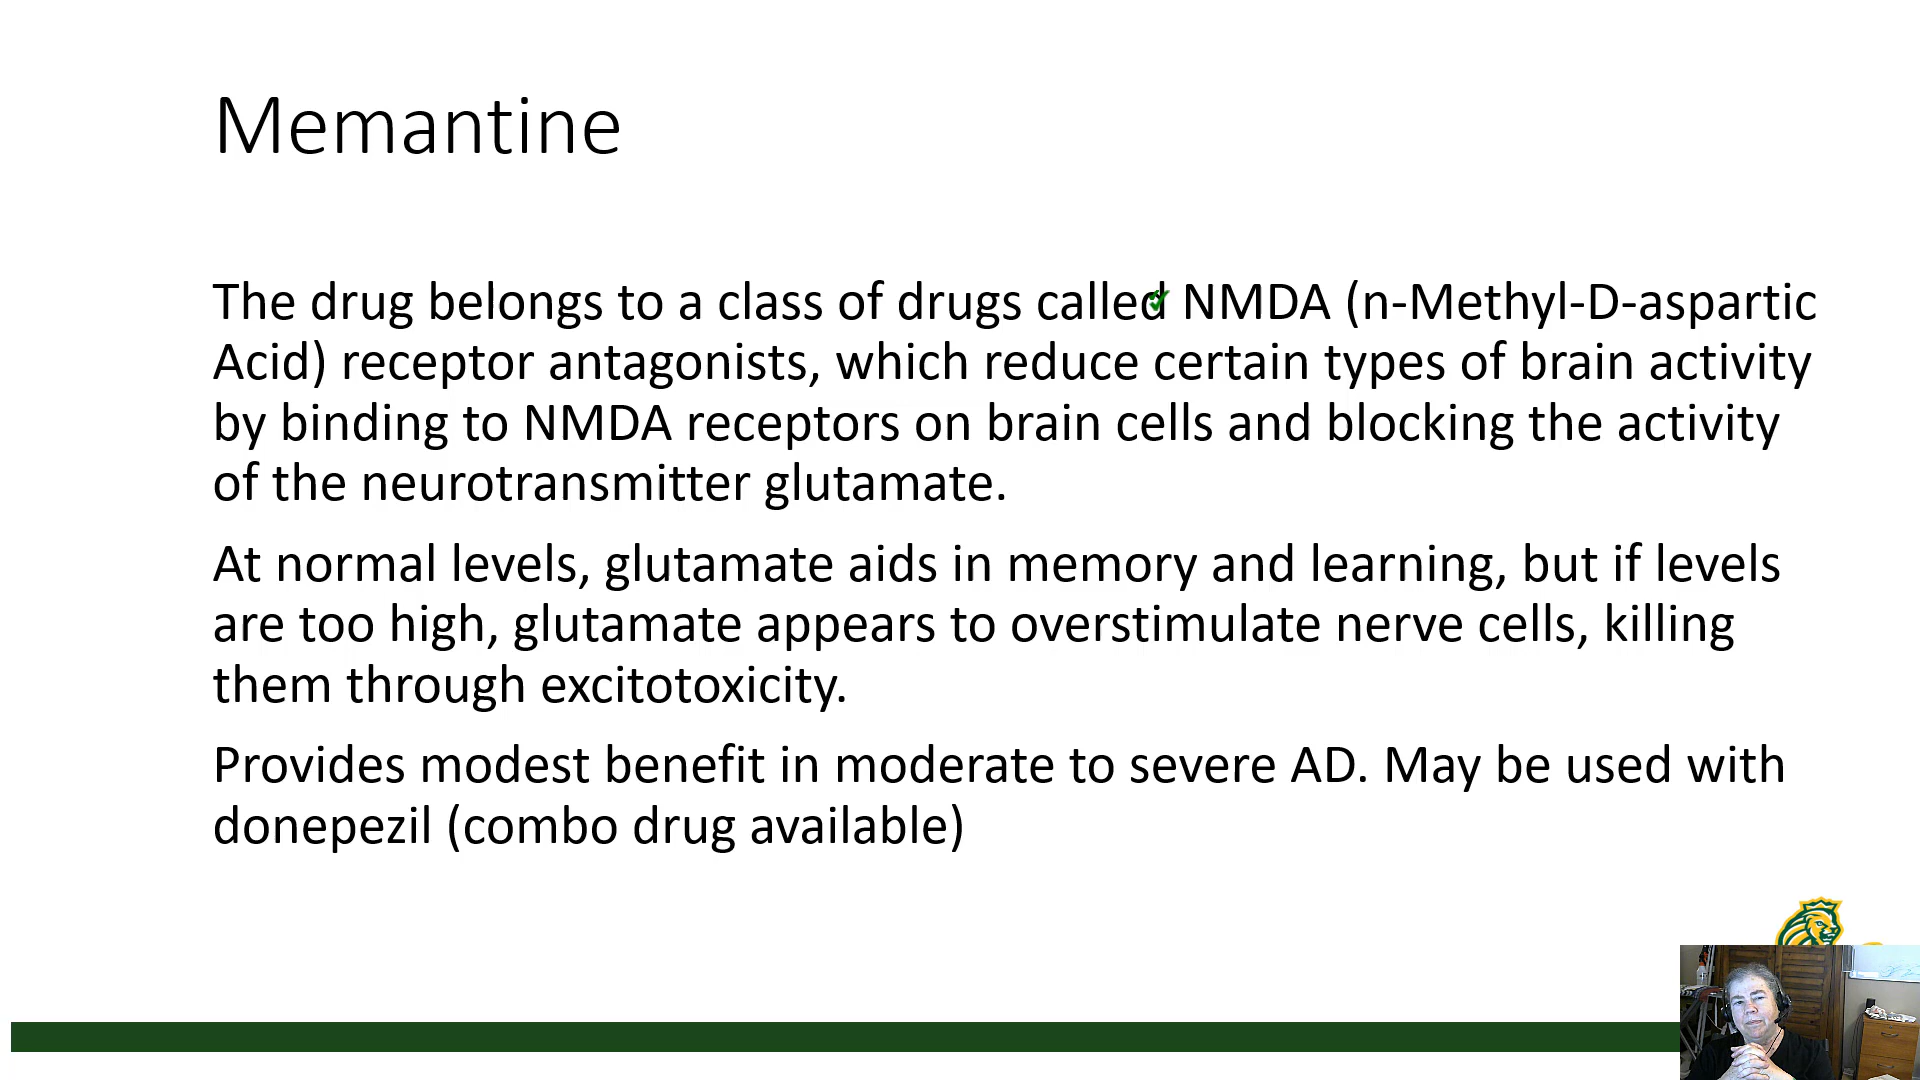 Memantine
The drug belongs to a class of drugs called NMDA (n-Methyl-D-aspartic
Acid) receptor antagonists, which reduce certain types of brain activity
by binding to NMDA receptors on brain cells and blocking the activity
of the neurotransmitter glutamate.
At normal levels, glutamate aids in memory and learning, but if levels
are too high, glutamate appears to overstimulate nerve cells, killing
them through excitotoxicity.
Provides modest benefit in moderate to severe AD. May be used with
donepezil (combo drug available)